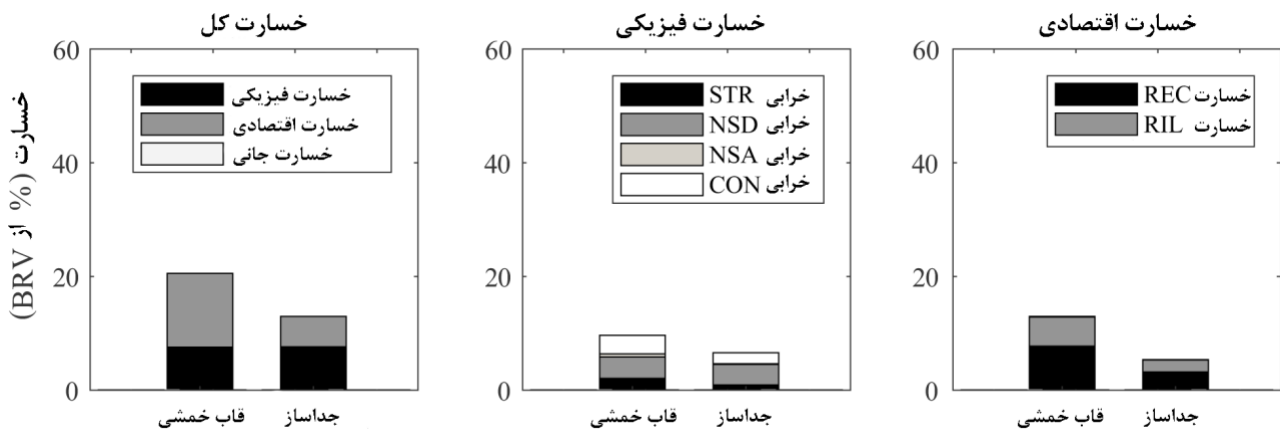 خسارت کل
خسارت (% از BRV)
60
40
20
0
خسارت فیزیکی
خسارت اقتصادی
خسارت جانی
قاب خمشی
جداساز
خسارت فیزیکی
60
40
20
0
خرابی STR
خرابی NSD
خرابی NSA
خرابی CON
قاب خمشی
جداساز
خسارت اقتصادی
60
40
20
0
خسارت REC
خسارت RIL
قاب خمشی
جداساز